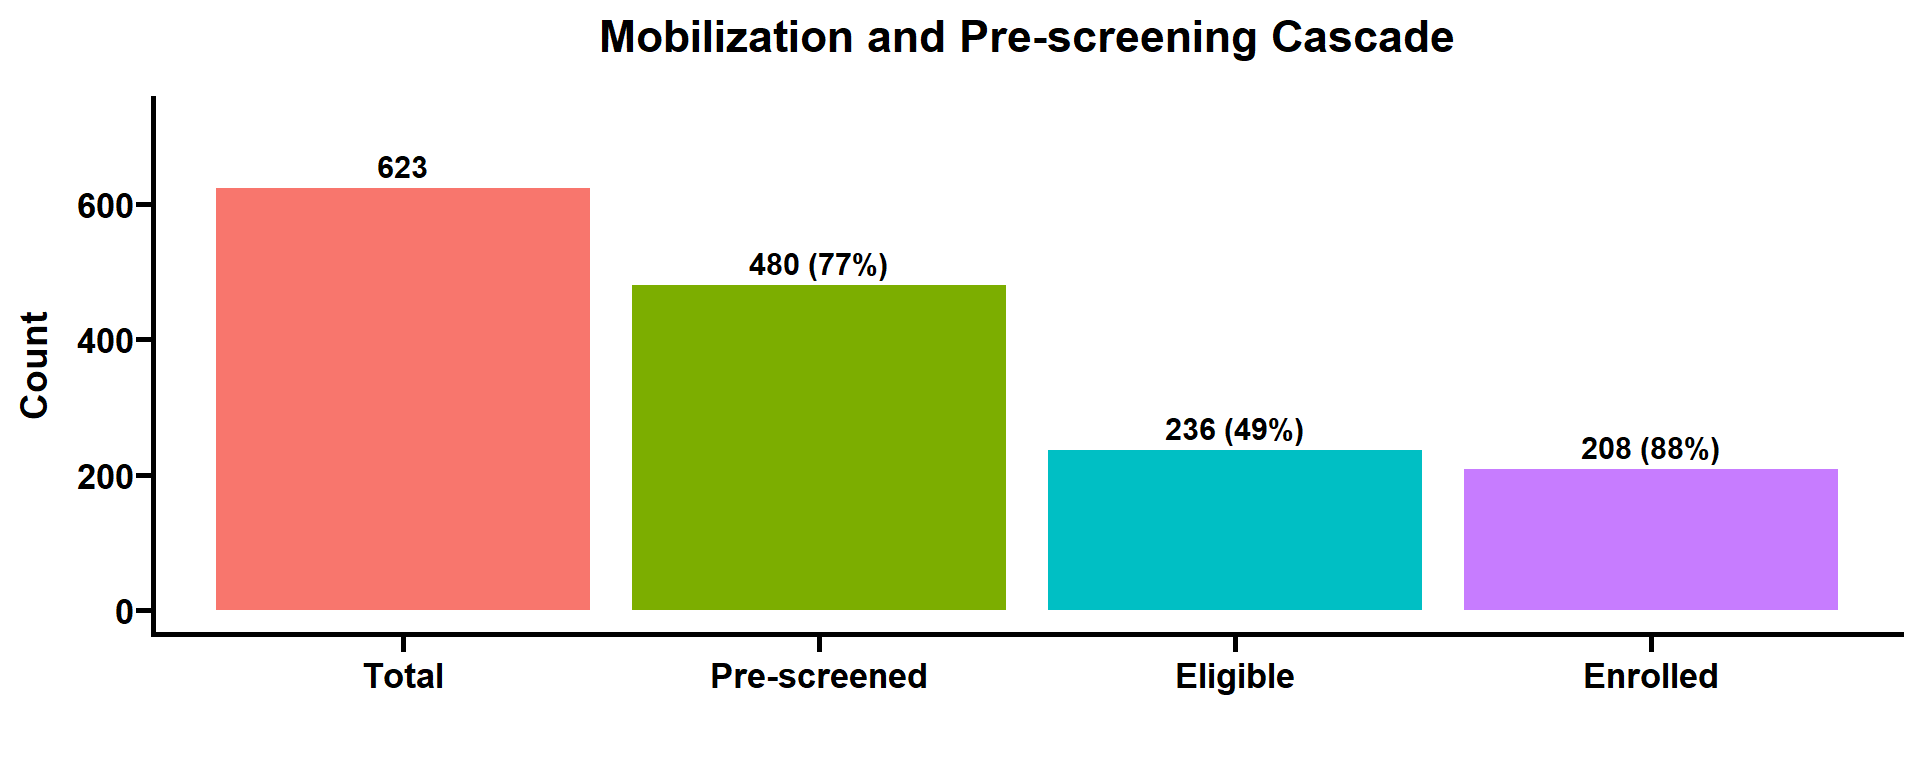 Mobilization and Pre-screening Cascade
Count
600
400
200
0
623
480 (77%)
236 (49%)
208 (88%)
Total
Pre-screened
Eligible
Enrolled